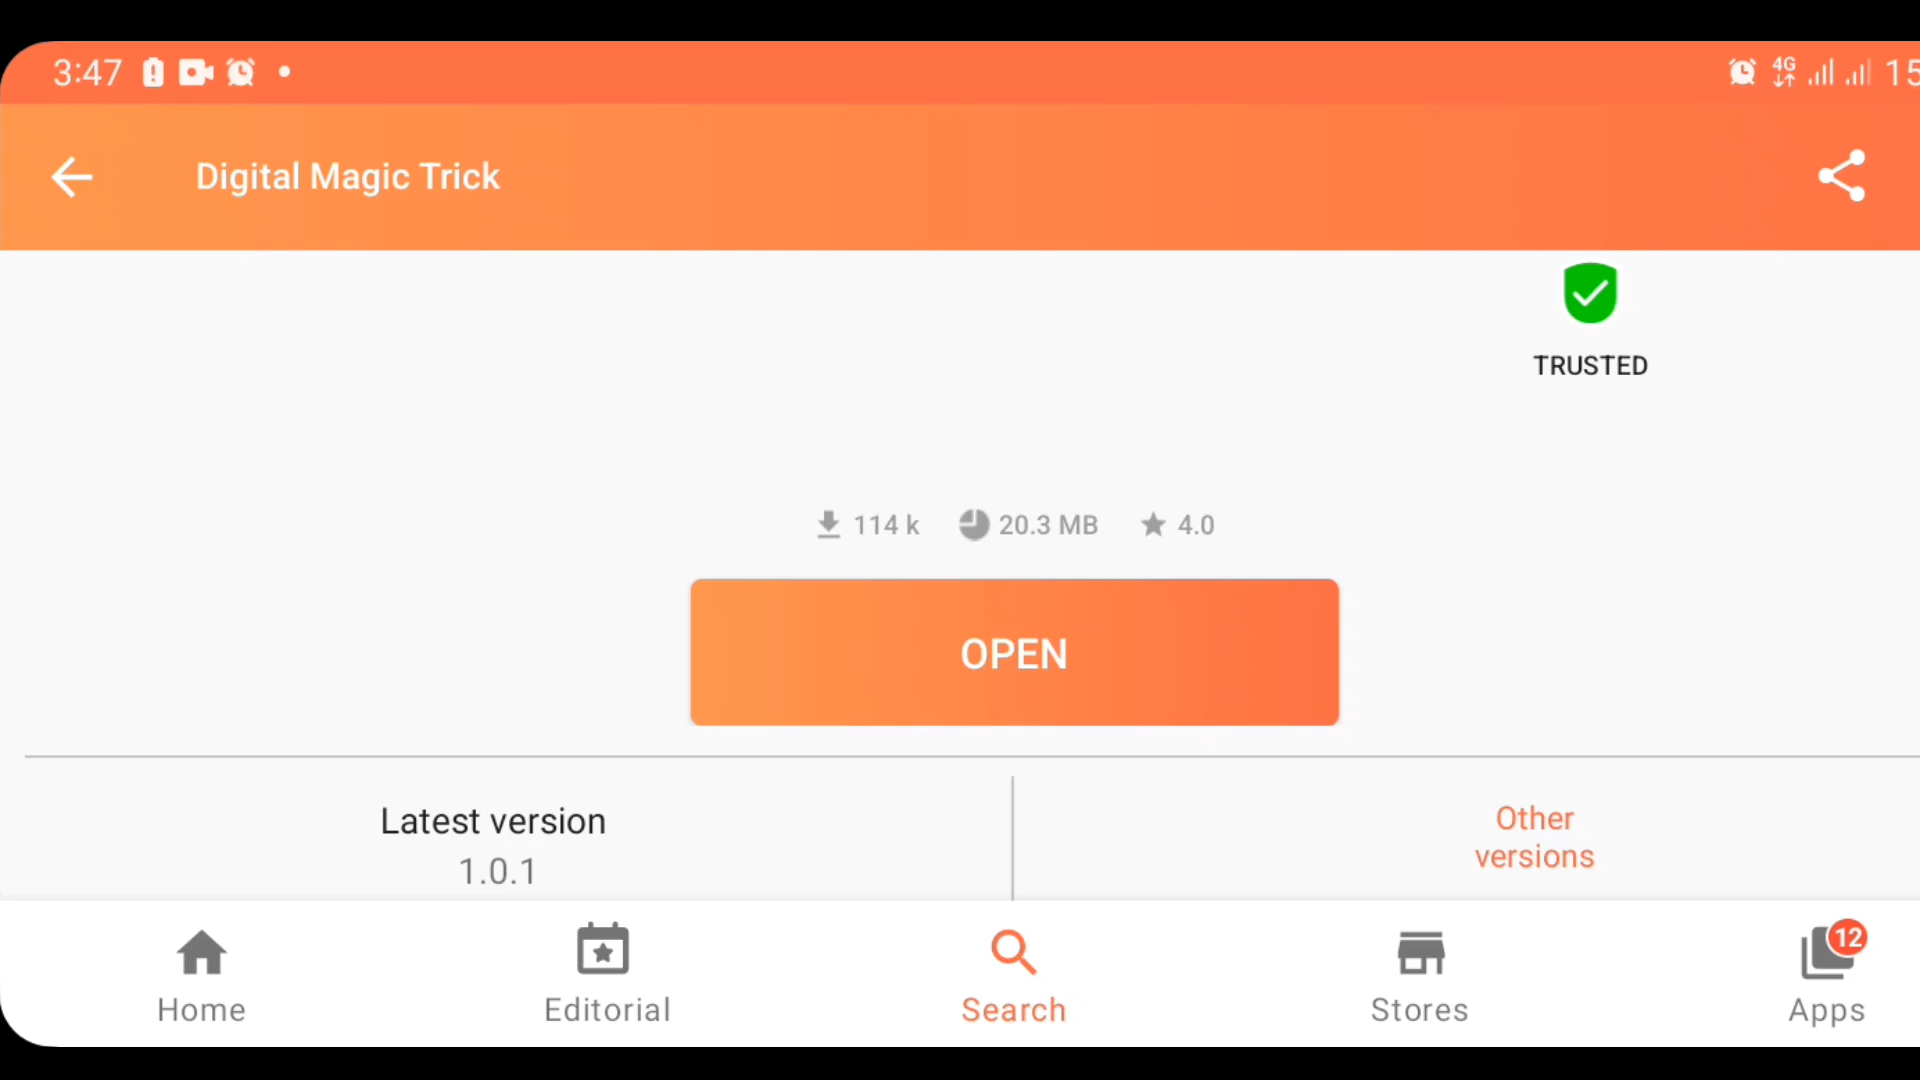 3:47
4G 15
Digital Magic Trick
TRUSTED
114 k 20.3 MB 4.0
OPEN
Latest version
1.0.1
Other
versions
12
Home Editorial Search Stores Apps